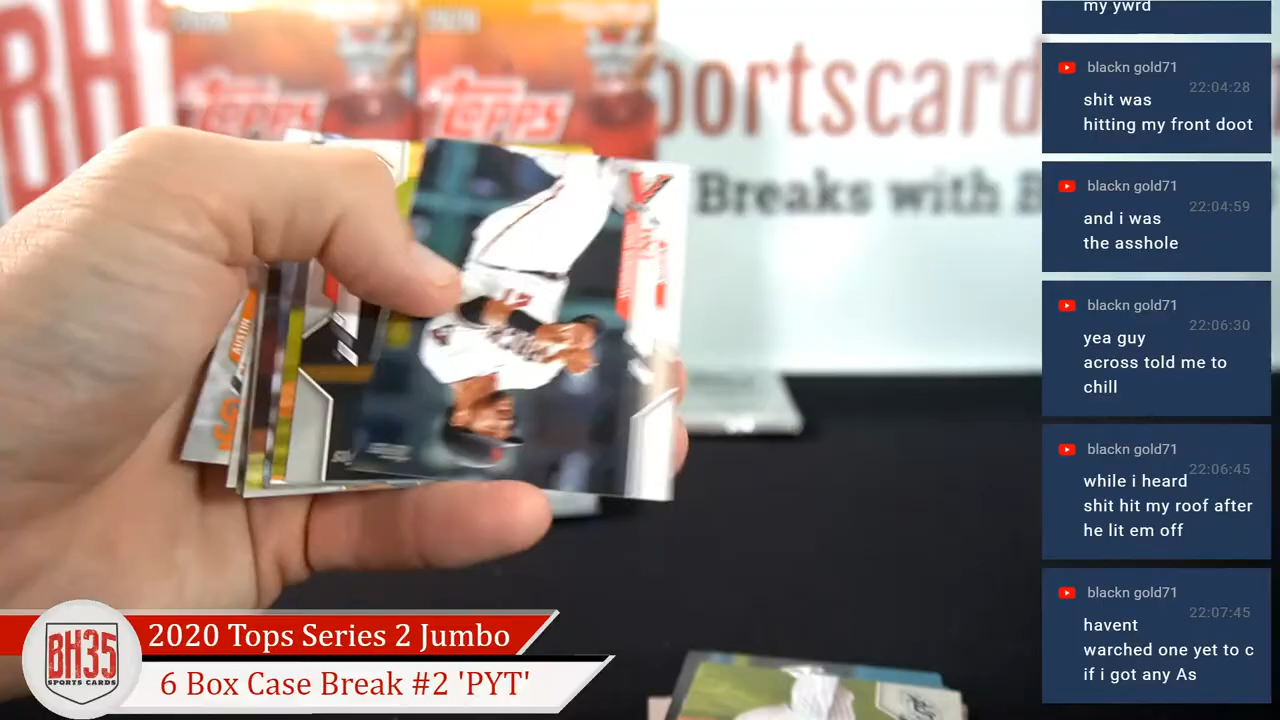 BH
Topps
Topps
portscard
Breaks with B
AUSTIN
BH35
SPORTS CARDS
2020 Tops Series 2 Jumbo
6 Box Case Break #2 'PYT'
my ywrd
blackn gold71
22:04:28
shit was
hitting my front doot
blackn gold71
22:04:59
and i was
the asshole
blackn gold71
22:06:30
yea guy
across told me to
chill
blackn gold71
22:06:45
while i heard
shit hit my roof after
he lit em off
blackn gold71
22:07:45
havent
warched one yet to c
if i got any As